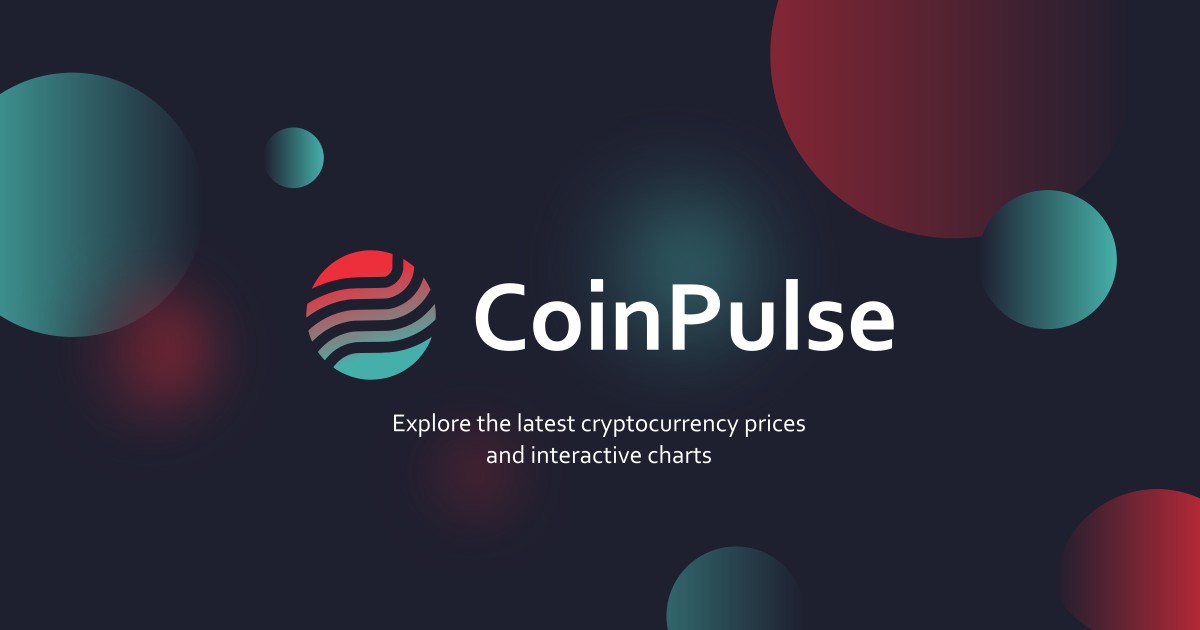 CoinPulse
Explore the latest cryptocurrency prices
and interactive charts